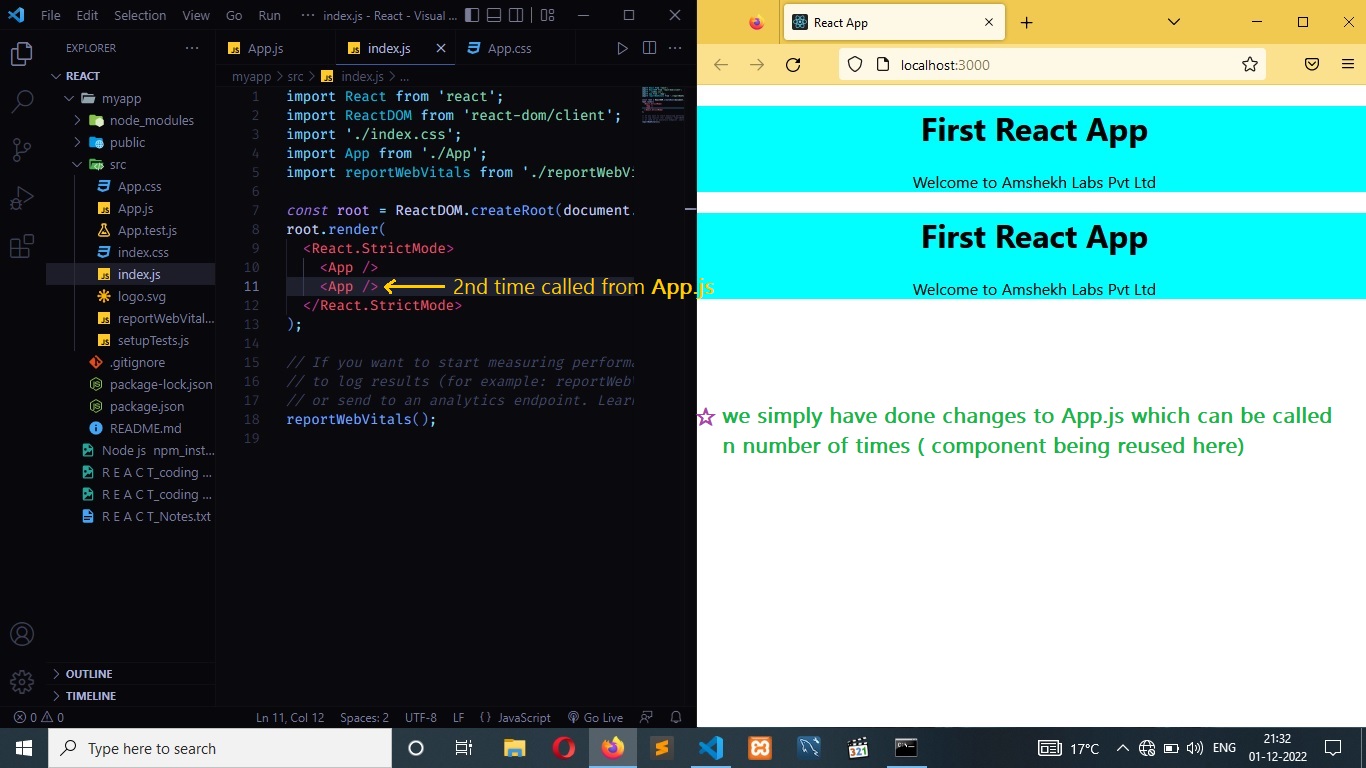 File Edit Selection View Go Run ··· index.js - React - Visual ...
React App
EXPLORER ···
App.js index.js App.css ···
localhost:3000
REACT
myapp
node_modules
public
src
App.css
App.js
App.test.js
index.css
index.js
logo.svg
reportWebVital...
setupTests.js
.gitignore
package-lock.json
package.json
README.md
Node js npm_inst...
R E A C T_coding ...
R E A C T_coding ...
R E A C T_Notes.txt
OUTLINE
TIMELINE
myapp > src > index.js > ...
1 import React from 'react';
2 import ReactDOM from 'react-dom/client';
3 import './index.css';
4 import App from './App';
5 import reportWebVitals from './reportWebVi
6
7 const root = ReactDOM.createRoot(document.
8 root.render(
9 <React.StrictMode>
10 <App />
11 <App /> 2nd time called from App.js
12 </React.StrictMode>
13 );
14
15 // If you want to start measuring performa
16 // to log results (for example: reportWeb
17 // or send to an analytics endpoint. Lear
18 reportWebVitals();
19
First React App
Welcome to Amshekh Labs Pvt Ltd
First React App
Welcome to Amshekh Labs Pvt Ltd
☆ we simply have done changes to App.js which can be called
n number of times ( component being reused here)
0 0 Ln 11, Col 12 Spaces: 2 UTF-8 LF {} JavaScript Go Live
Type here to search
321
17°C ENG 21:32
01-12-2022